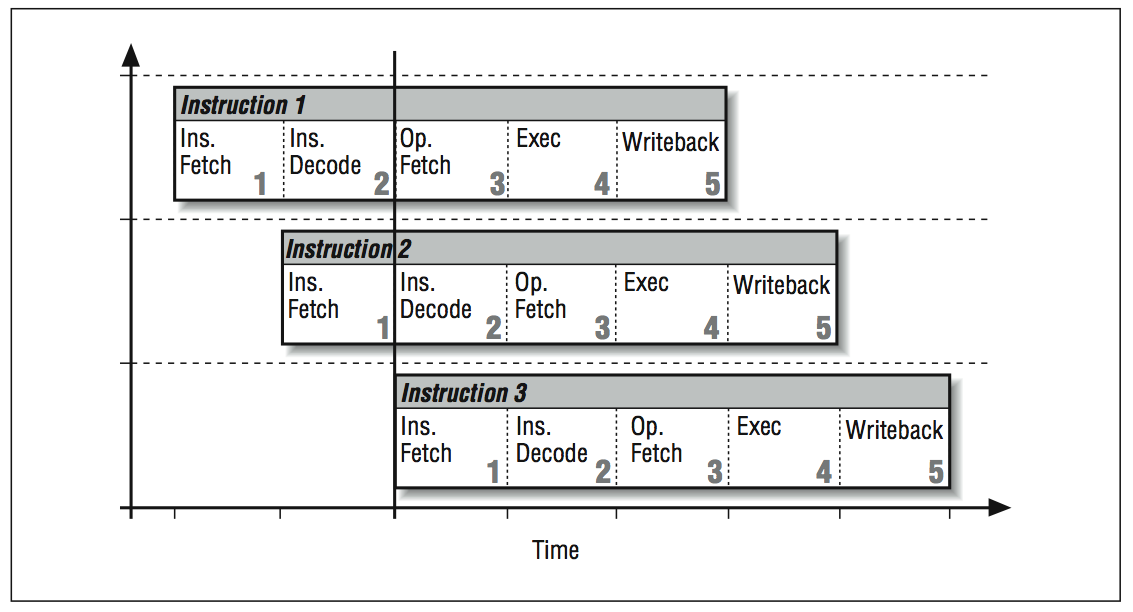 Instruction 1
Ins. Fetch 1
Ins. Decode 2
Op. Fetch 3
Exec 4
Writeback 5
Instruction 2
Ins. Fetch 1
Ins. Decode 2
Op. Fetch 3
Exec 4
Writeback 5
Instruction 3
Ins. Fetch 1
Ins. Decode 2
Op. Fetch 3
Exec 4
Writeback 5
Time